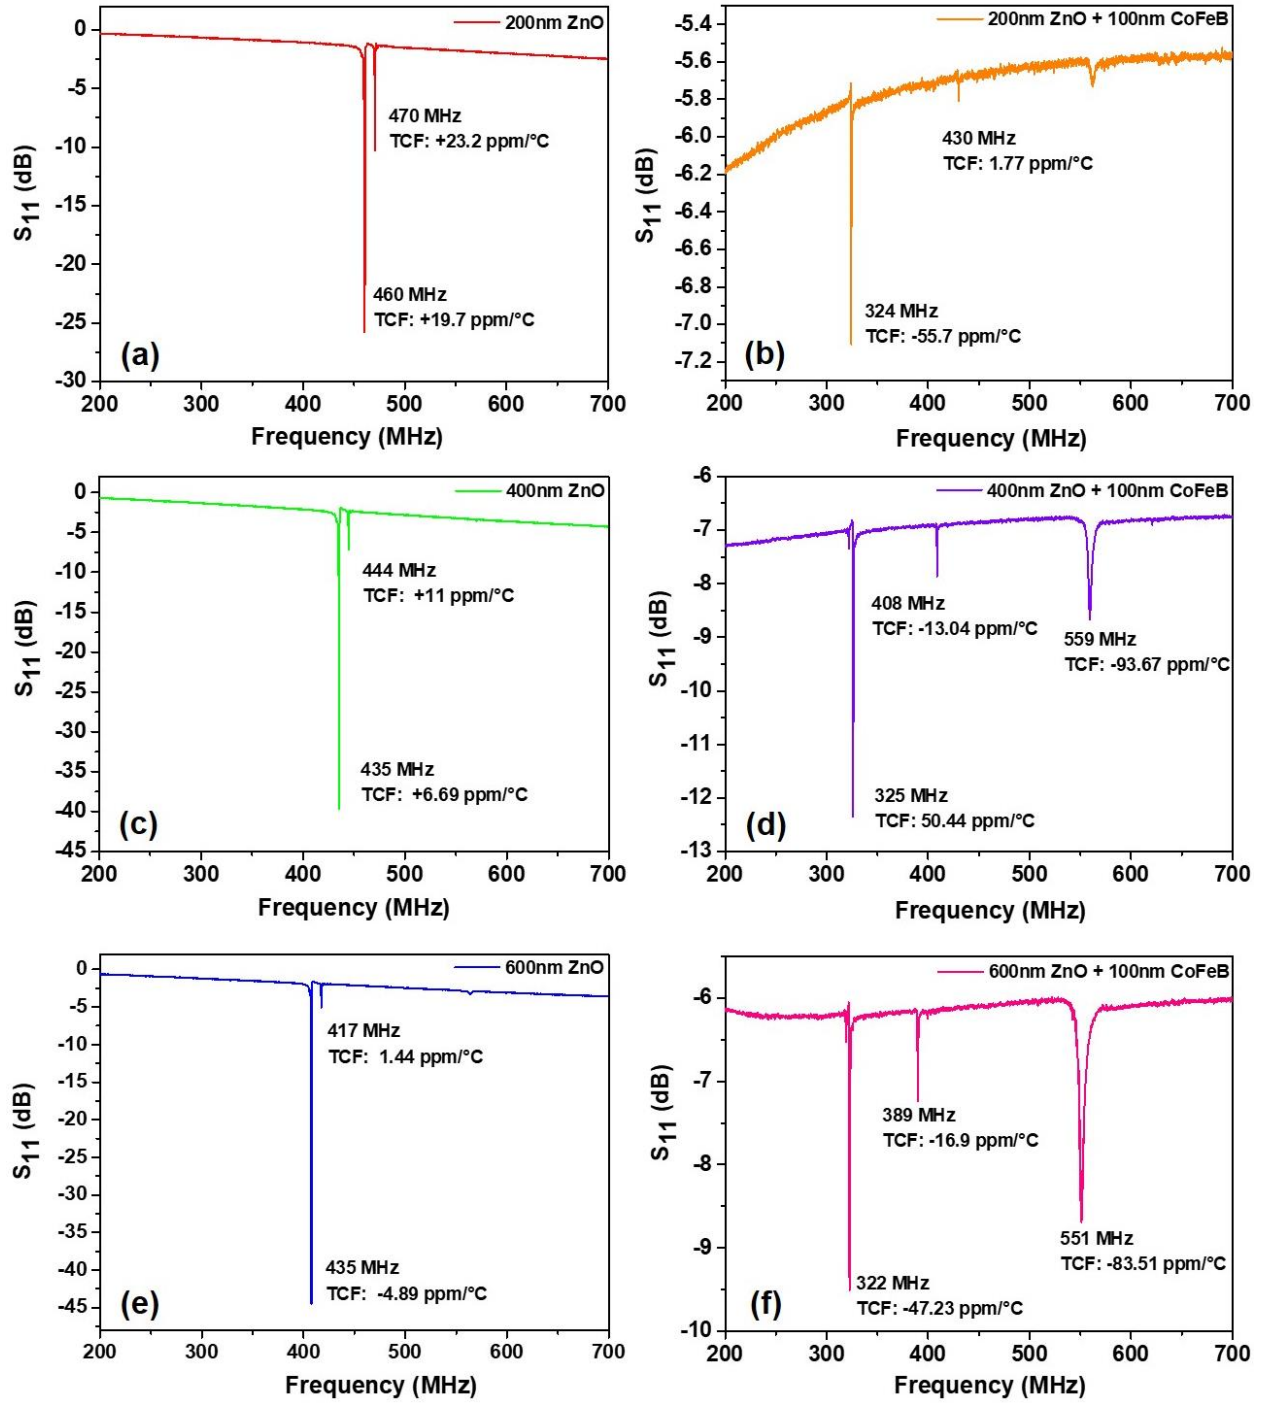 200nm ZnO
0
-5
-10
-15
-20
-25
-30
S11 (dB)
470 MHz
TCF: +23.2 ppm/°C
460 MHz
TCF: +19.7 ppm/°C
(a)
200 300 400 500 600 700
Frequency (MHz)
200nm ZnO + 100nm CoFeB
-5.4
-5.6
-5.8
-6.0
-6.2
-6.4
-6.6
-6.8
-7.0
-7.2
S11 (dB)
430 MHz
TCF: 1.77 ppm/°C
324 MHz
TCF: -55.7 ppm/°C
(b)
200 300 400 500 600 700
Frequency (MHz)
400nm ZnO
0
-5
-10
-15
-20
-25
-30
-35
-40
-45
S11 (dB)
444 MHz
TCF: +11 ppm/°C
435 MHz
TCF: +6.69 ppm/°C
(c)
200 300 400 500 600 700
Frequency (MHz)
400nm ZnO + 100nm CoFeB
-6
-7
-8
-9
-10
-11
-12
-13
S11 (dB)
408 MHz
TCF: -13.04 ppm/°C
559 MHz
TCF: -93.67 ppm/°C
325 MHz
TCF: 50.44 ppm/°C
(d)
200 300 400 500 600 700
Frequency (MHz)
600nm ZnO
0
-5
-10
-15
-20
-25
-30
-35
-40
-45
S11 (dB)
417 MHz
TCF: 1.44 ppm/°C
435 MHz
TCF: -4.89 ppm/°C
(e)
200 300 400 500 600 700
Frequency (MHz)
600nm ZnO + 100nm CoFeB
-6
-7
-8
-9
-10
S11 (dB)
389 MHz
TCF: -16.9 ppm/°C
551 MHz
TCF: -83.51 ppm/°C
322 MHz
TCF: -47.23 ppm/°C
(f)
200 300 400 500 600 700
Frequency (MHz)